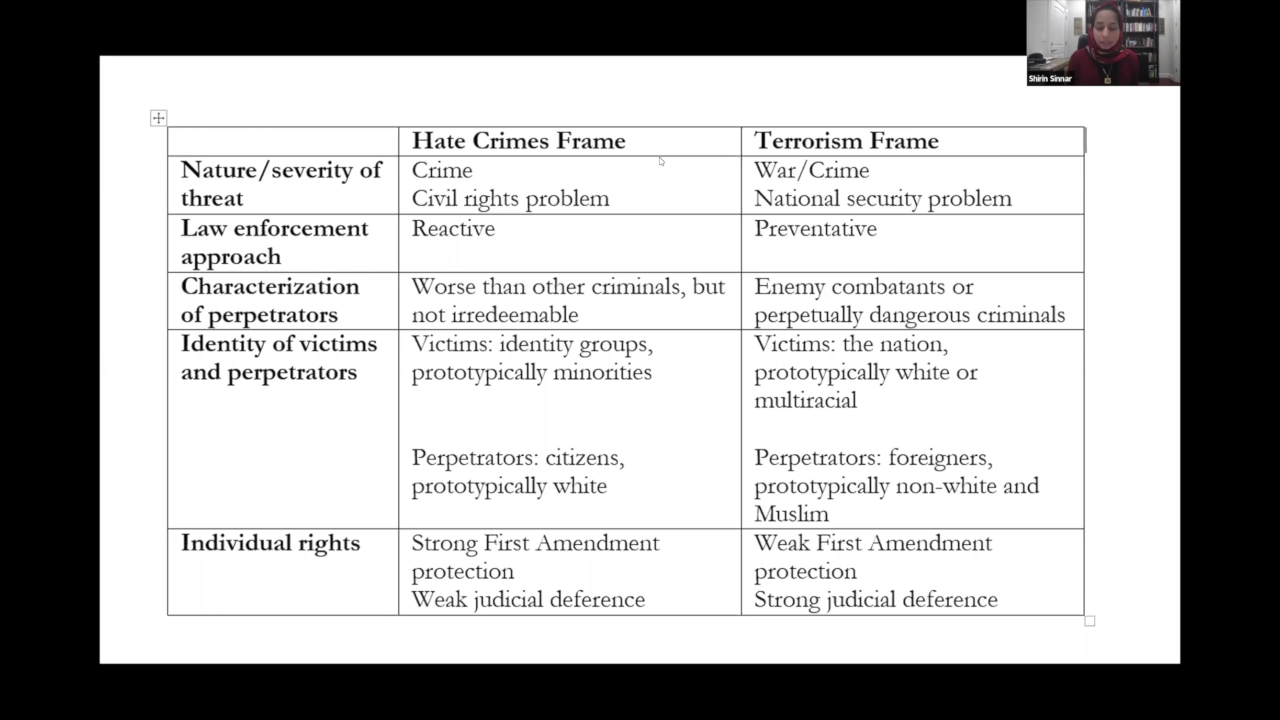 Shirin Sinnar
Hate Crimes Frame
Terrorism Frame
Nature/severity of
threat
Crime
Civil rights problem
War/Crime
National security problem
Law enforcement
approach
Reactive
Preventative
Characterization
of perpetrators
Worse than other criminals, but
not irredeemable
Enemy combatants or
perpetually dangerous criminals
Identity of victims
and perpetrators
Victims: identity groups,
prototypically minorities
Perpetrators: citizens,
prototypically white
Victims: the nation,
prototypically white or
multiracial
Perpetrators: foreigners,
prototypically non-white and
Muslim
Individual rights
Strong First Amendment
protection
Weak judicial deference
Weak First Amendment
protection
Strong judicial deference